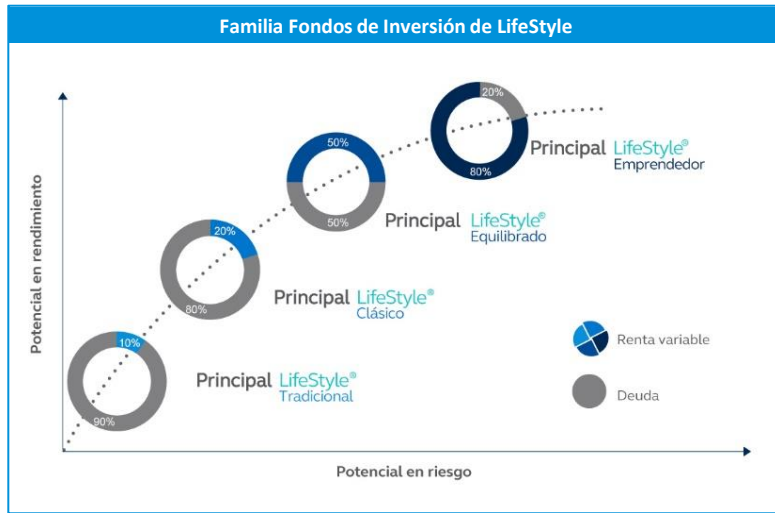 Familia Fondos de Inversión de LifeStyle
Potencial en rendimiento
20%
80%
Principal LifeStyle®
Emprendedor
50%
50%
Principal LifeStyle®
Equilibrado
20%
80%
Principal LifeStyle®
Clásico
10%
90%
Principal LifeStyle®
Tradicional
Renta variable
Deuda
Potencial en riesgo